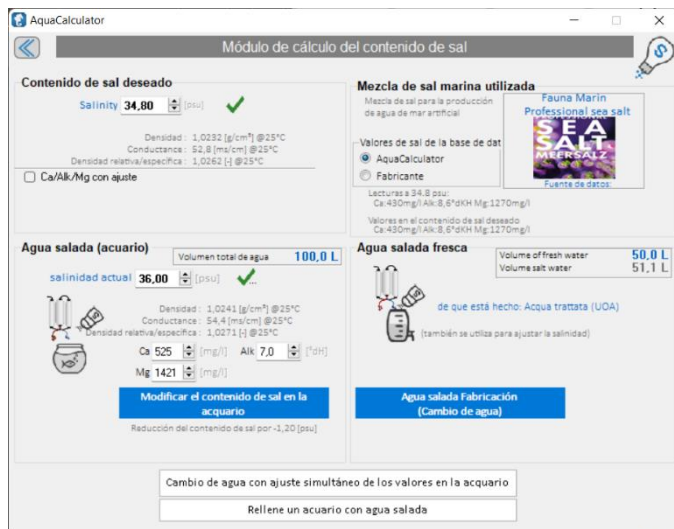 AquaCalculator
Módulo de cálculo del contenido de sal
Contenido de sal deseado
Salinity 34,80 [psu]
Densidad : 1,0232 [g/cm³] @25°C
Conductance : 52,8 [ms/cm] @25°C
Densidad relativa/especifica : 1,0262 [-] @25°C
Ca/Alk/Mg con ajuste
Mezcla de sal marina utilizada
Mezcla de sal para la producción
de agua de mar artificial
Fauna Marin
Professional sea salt
SEA
SALT
MEERSALZ
Fuente de datos:
Valores de sal de la base de dat
AquaCalculator
Fabricante
Lecturas a 34.8 psu:
Ca:430mg/l Alk:8,6°dKH Mg:1270mg/l
Valores en el contenido de sal deseado
Ca:430mg/l Alk:8,6°dKH Mg:1270mg/l
Agua salada (acuario)
Volumen total de agua 100,0 L
salinidad actual 36,00 [psu]
Densidad : 1,0241 [g/cm³] @25°C
Conductance : 54,4 [ms/cm] @25°C
Densidad relativa/especifica : 1,0271 [-] @25°C
Ca 525 [mg/l] Alk 7,0 [°dH]
Mg 1421 [mg/l]
Modificar el contenido de sal en la
acquario
Reducción del contenido de sal por -1,20 [psu]
Agua salada fresca
Volume of fresh water 50,0 L
Volume salt water 51,1 L
de que está hecho: Acqua trattata (UOA)
(también se utiliza para ajustar la salinidad)
Agua salada Fabricación
(Cambio de agua)
Cambio de agua con ajuste simultáneo de los valores en la acquario
Rellene un acuario con agua salada